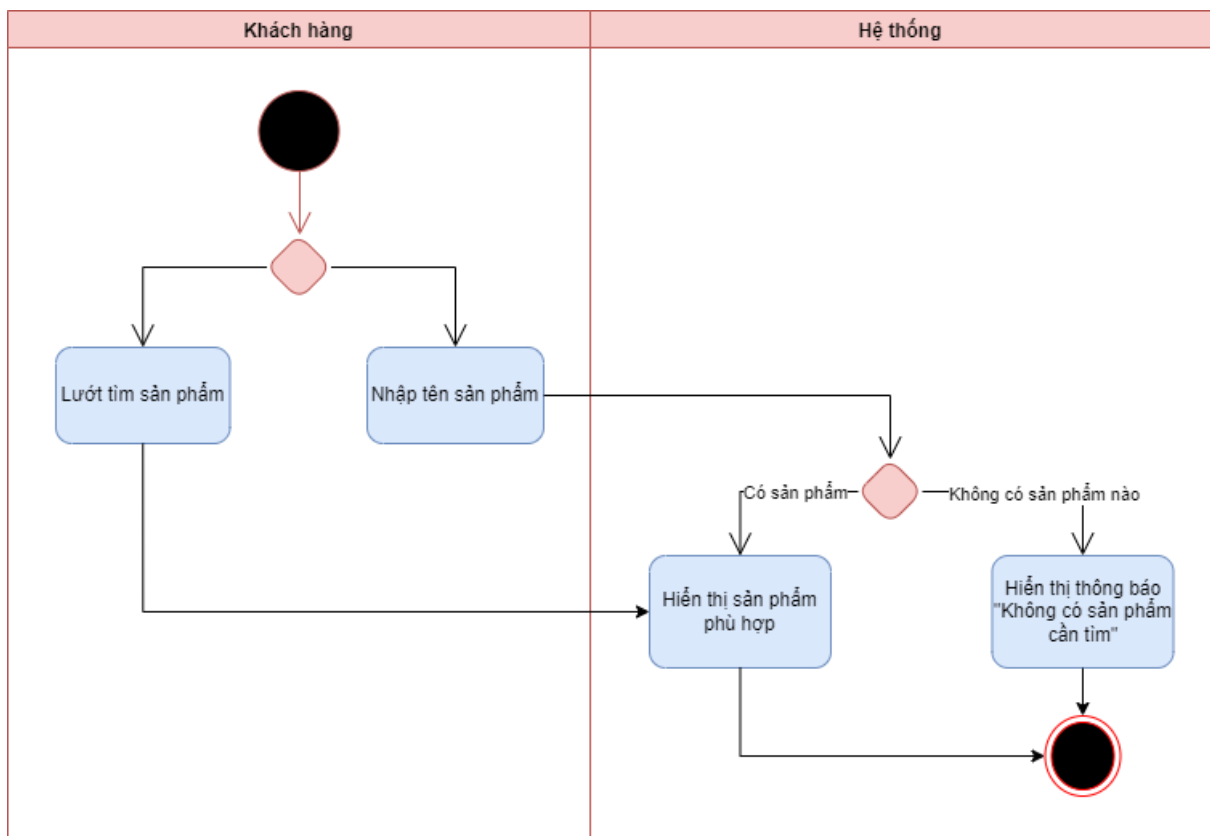 Khách hàng
Hệ thống
Lướt tìm sản phẩm
Nhập tên sản phẩm
Có sản phẩm
Không có sản phẩm nào
Hiển thị sản phẩm
phù hợp
Hiển thị thông báo
"Không có sản phẩm
cần tìm"